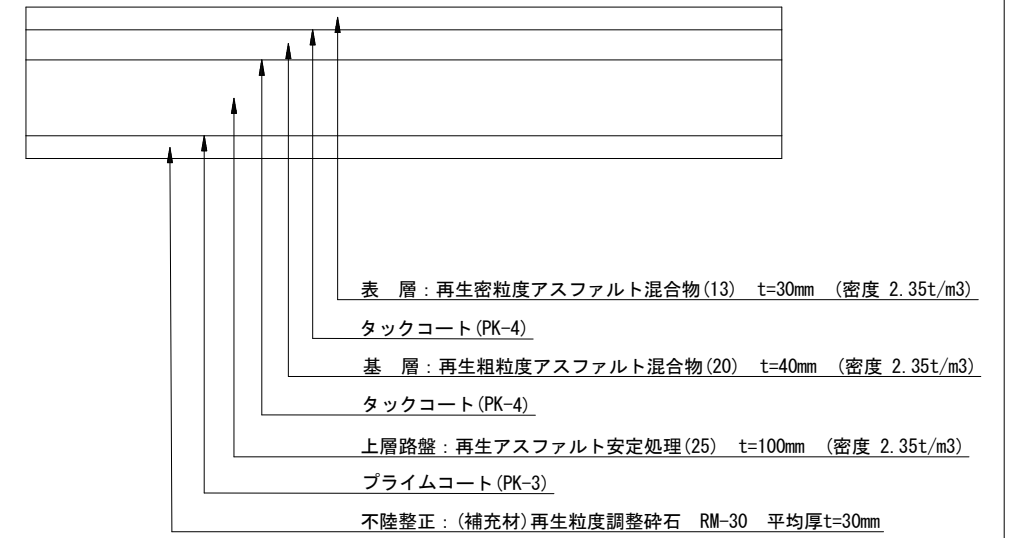 表　層：再生密粒度アスファルト混合物(13)　t=30mm　(密度 2.35t/m3)
タックコート(PK-4)
基　層：再生粗粒度アスファルト混合物(20)　t=40mm　(密度 2.35t/m3)
タックコート(PK-4)
上層路盤：再生アスファルト安定処理(25)　t=100mm　(密度 2.35t/m3)
プライムコート(PK-3)
不陸整正：(補充材)再生粒度調整砕石　RM-30　平均厚t=30mm